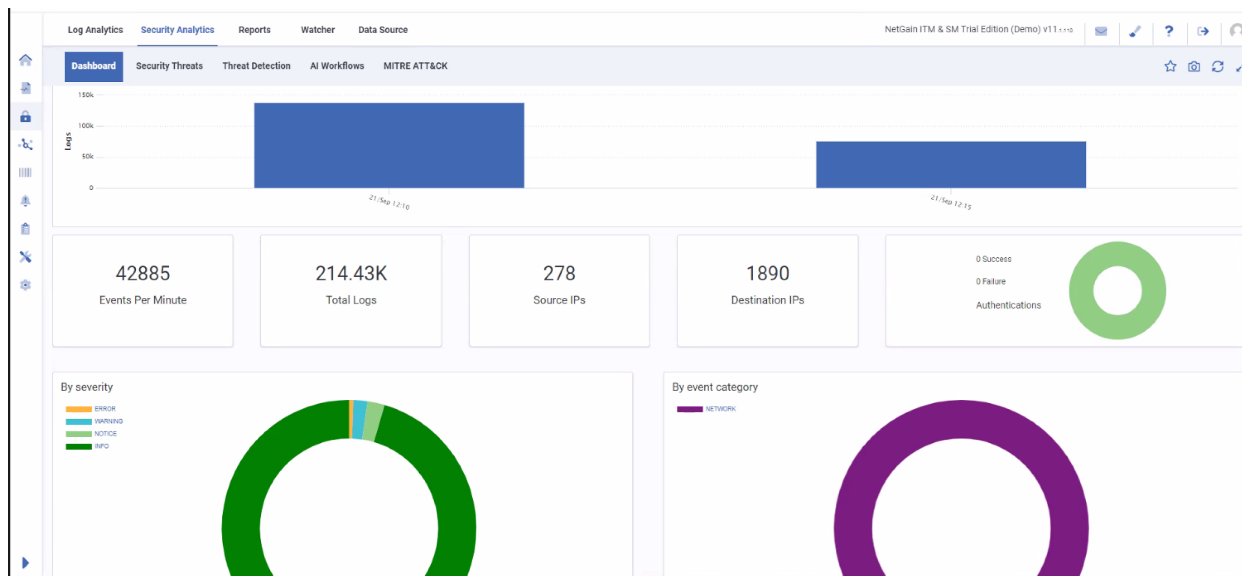 Log Analytics Security Analytics Reports Watcher Data Source
NetGain ITM & SM Trial Edition (Demo) v11
?
Dashboard Security Threats Threat Detection AI Workflows MITRE ATT&CK
150k
100k
50k
0
Logs
21/Sep 12:10 21/Sep 12:15
42885
Events Per Minute
214.43K
Total Logs
278
Source IPs
1890
Destination IPs
0 Success
0 Failure
Authentications
By severity
ERROR
WARNING
NOTICE
INFO
By event category
NETWORK